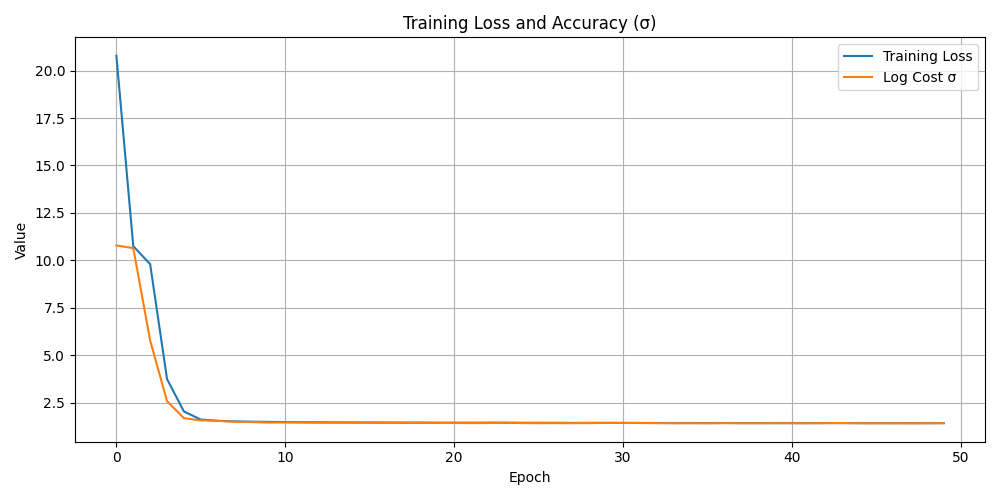 Training Loss and Accuracy (σ)
Training Loss
Log Cost σ
20.0
17.5
15.0
12.5
10.0
7.5
5.0
2.5
Value
0 10 20 30 40 50
Epoch